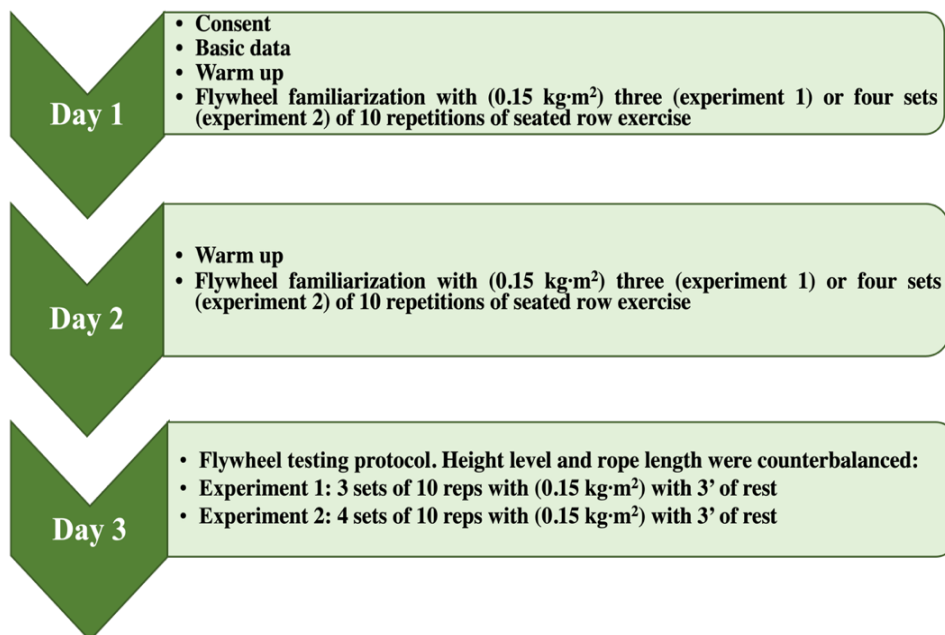 Day 1
• Consent
• Basic data
• Warm up
• Flywheel familiarization with (0.15 kg·m²) three (experiment 1) or four sets
(experiment 2) of 10 repetitions of seated row exercise
Day 2
• Warm up
• Flywheel familiarization with (0.15 kg·m²) three (experiment 1) or four sets
(experiment 2) of 10 repetitions of seated row exercise
Day 3
• Flywheel testing protocol. Height level and rope length were counterbalanced:
• Experiment 1: 3 sets of 10 reps with (0.15 kg·m²) with 3’ of rest
• Experiment 2: 4 sets of 10 reps with (0.15 kg·m²) with 3’ of rest